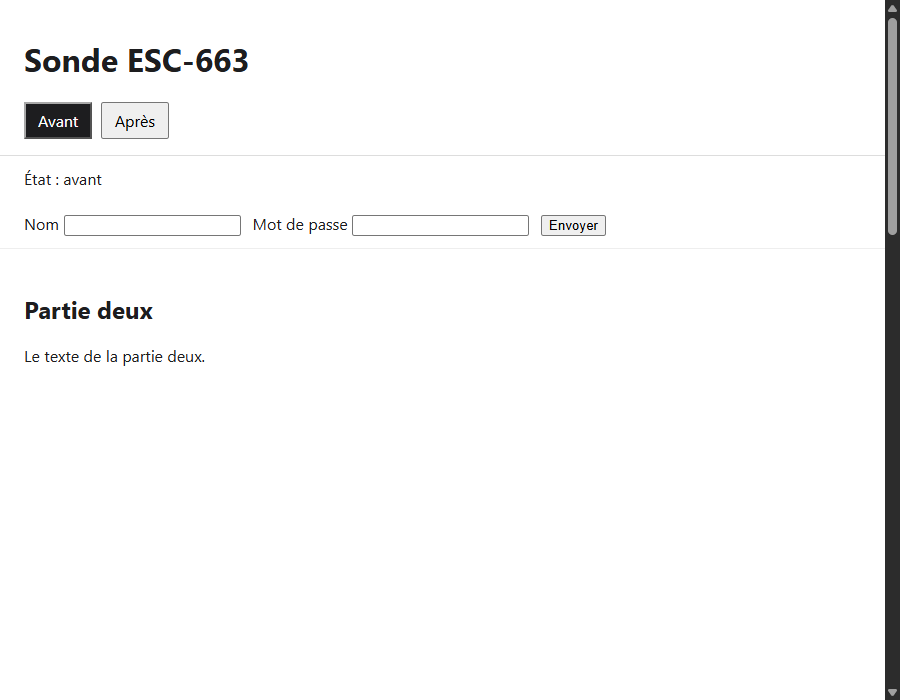 Sonde ESC-663
Avant Après
État : avant
Nom Mot de passe Envoyer
Partie deux
Le texte de la partie deux.